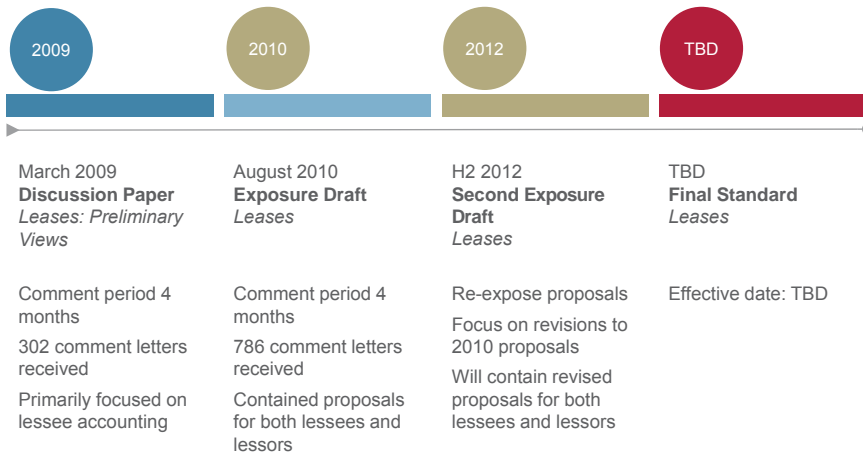 2009
2010
2012
TBD
March 2009
Discussion Paper
Leases: Preliminary
Views
Comment period 4
months
302 comment letters
received
Primarily focused on
lessee accounting
August 2010
Exposure Draft
Leases
Comment period 4
months
786 comment letters
received
Contained proposals
for both lessees and
lessors
H2 2012
Second Exposure
Draft
Leases
Re-expose proposals
Focus on revisions to
2010 proposals
Will contain revised
proposals for both
lessees and lessors
TBD
Final Standard
Leases
Effective date: TBD